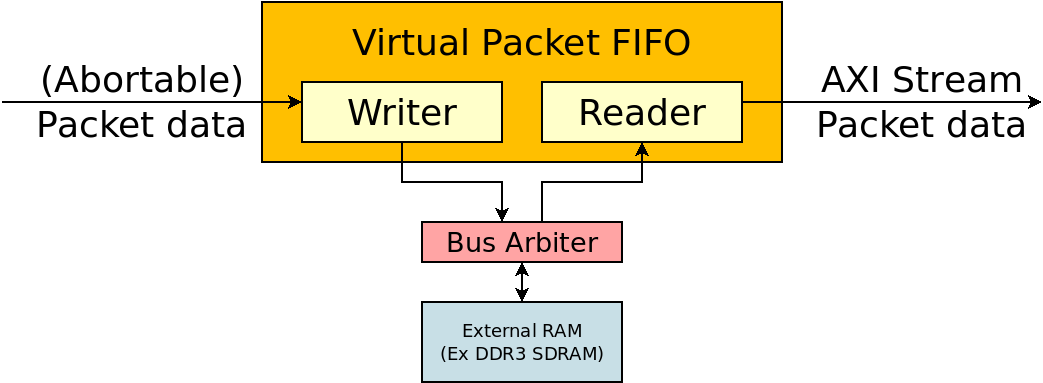 Virtual Packet FIFO
(Abortable)
Packet data
Writer
Reader
AXI Stream
Packet data
Bus Arbiter
External RAM
(Ex DDR3 SDRAM)